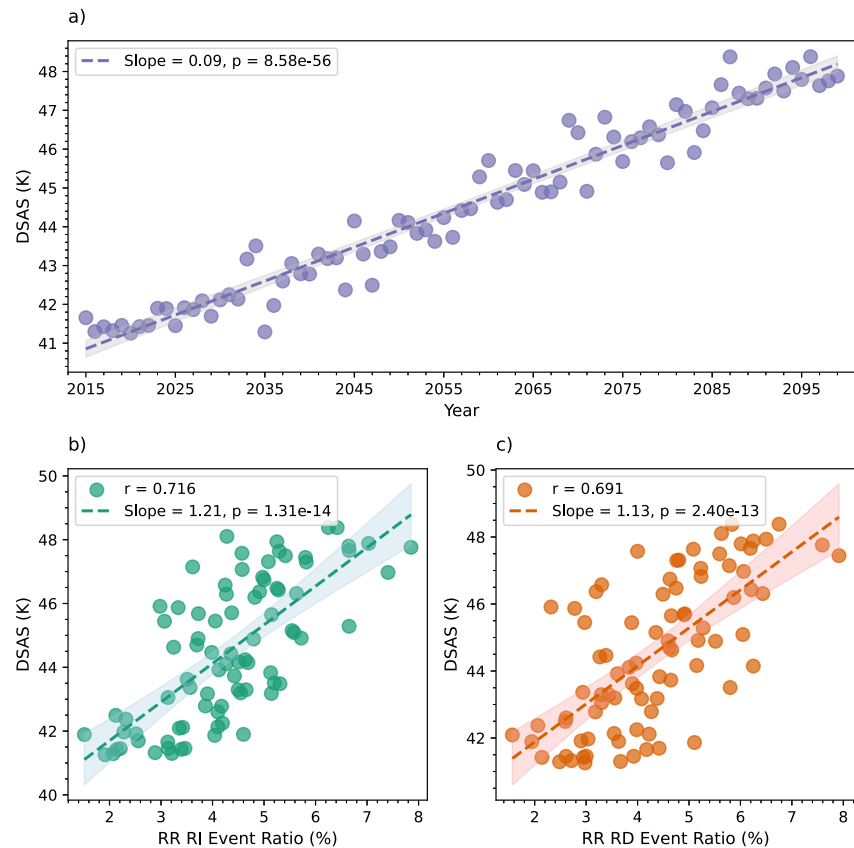 a)
Slope = 0.09, p = 8.58e-56
DSAS (K)
48
47
46
45
44
43
42
41
2015 2025 2035 2045 2055 2065 2075 2085 2095
Year
b)
r = 0.716
Slope = 1.21, p = 1.31e-14
DSAS (K)
50
48
46
44
42
40
2 3 4 5 6 7 8
RR RI Event Ratio (%)
c)
r = 0.691
Slope = 1.13, p = 2.40e-13
DSAS (K)
50
48
46
44
42
2 3 4 5 6 7 8
RR RD Event Ratio (%)